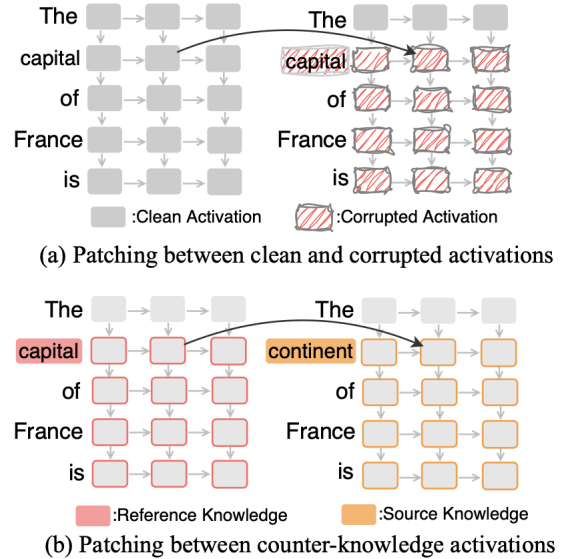 The The
capital capital
of of
France France
is is
:Clean Activation :Corrupted Activation
(a) Patching between clean and corrupted activations
The The
capital continent
of of
France France
is is
:Reference Knowledge :Source Knowledge
(b) Patching between counter-knowledge activations